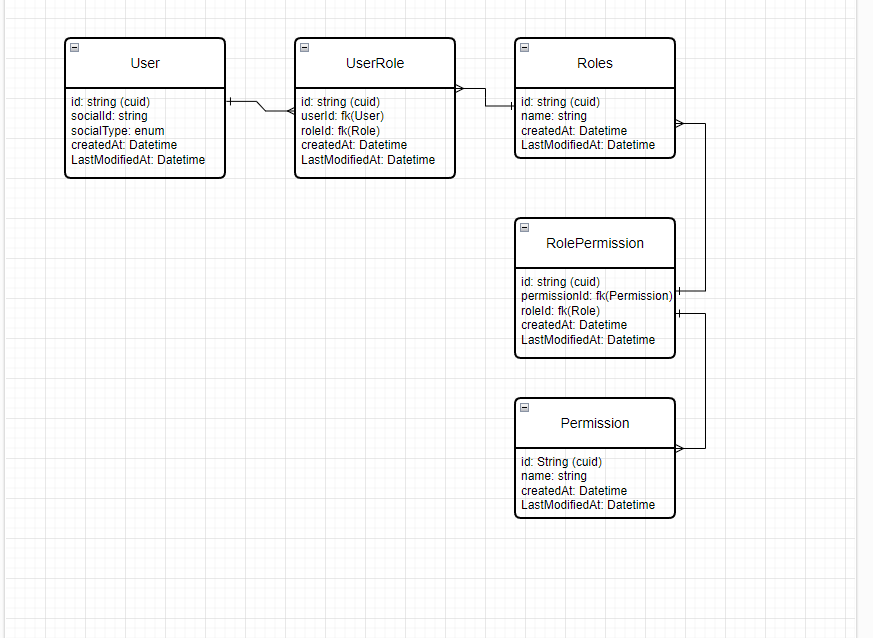 User
id: string (cuid)
socialId: string
socialType: enum
createdAt: Datetime
LastModifiedAt: Datetime
UserRole
id: string (cuid)
userId: fk(User)
roleId: fk(Role)
createdAt: Datetime
LastModifiedAt: Datetime
Roles
id: string (cuid)
name: string
createdAt: Datetime
LastModifiedAt: Datetime
RolePermission
id: string (cuid)
permissionId: fk(Permission)
roleId: fk(Role)
createdAt: Datetime
LastModifiedAt: Datetime
Permission
id: String (cuid)
name: string
createdAt: Datetime
LastModifiedAt: Datetime